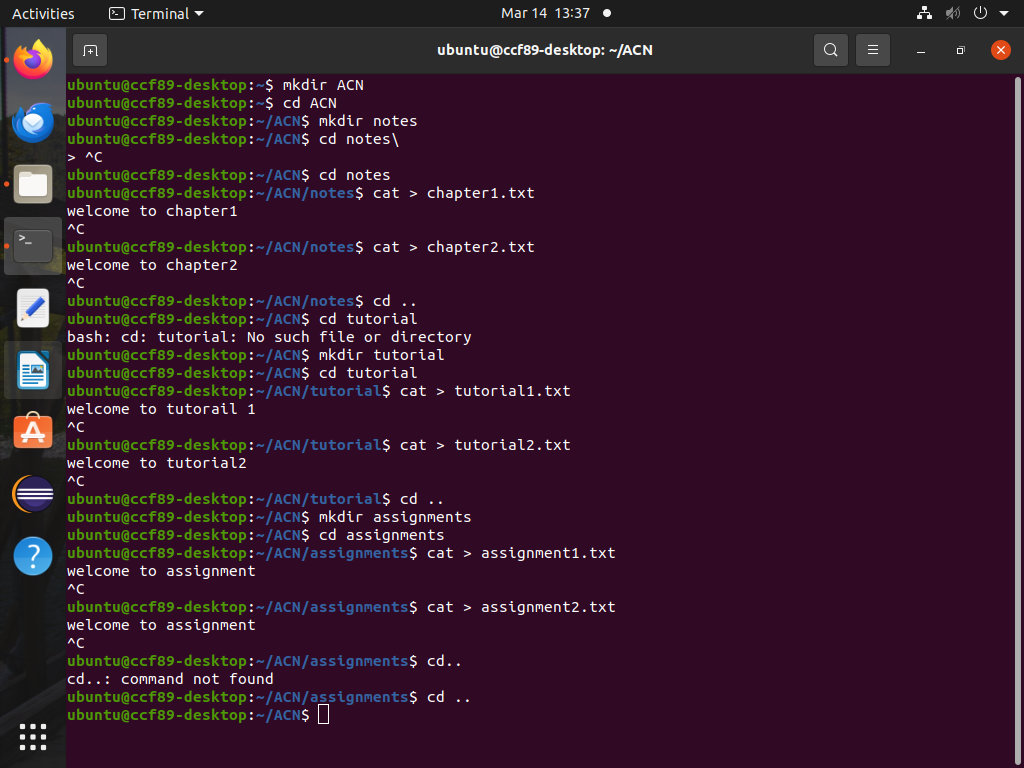 Activities Terminal Mar 14 13:37
ubuntu@ccf89-desktop: ~/ACN
ubuntu@ccf89-desktop:~$ mkdir ACN
ubuntu@ccf89-desktop:~$ cd ACN
ubuntu@ccf89-desktop:~/ACN$ mkdir notes
ubuntu@ccf89-desktop:~/ACN$ cd notes\
> ^C
ubuntu@ccf89-desktop:~/ACN$ cd notes
ubuntu@ccf89-desktop:~/ACN/notes$ cat > chapter1.txt
welcome to chapter1
^C
ubuntu@ccf89-desktop:~/ACN/notes$ cat > chapter2.txt
welcome to chapter2
^C
ubuntu@ccf89-desktop:~/ACN/notes$ cd ..
ubuntu@ccf89-desktop:~/ACN$ cd tutorial
bash: cd: tutorial: No such file or directory
ubuntu@ccf89-desktop:~/ACN$ mkdir tutorial
ubuntu@ccf89-desktop:~/ACN$ cd tutorial
ubuntu@ccf89-desktop:~/ACN/tutorial$ cat > tutorial1.txt
welcome to tutorail 1
^C
ubuntu@ccf89-desktop:~/ACN/tutorial$ cat > tutorial2.txt
welcome to tutorial2
^C
ubuntu@ccf89-desktop:~/ACN/tutorial$ cd ..
ubuntu@ccf89-desktop:~/ACN$ mkdir assignments
ubuntu@ccf89-desktop:~/ACN$ cd assignments
ubuntu@ccf89-desktop:~/ACN/assignments$ cat > assignment1.txt
welcome to assignment
^C
ubuntu@ccf89-desktop:~/ACN/assignments$ cat > assignment2.txt
welcome to assignment
^C
ubuntu@ccf89-desktop:~/ACN/assignments$ cd..
cd..: command not found
ubuntu@ccf89-desktop:~/ACN/assignments$ cd ..
ubuntu@ccf89-desktop:~/ACN$